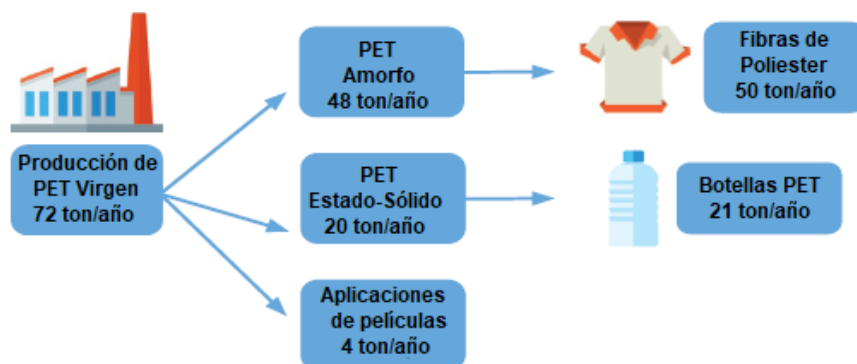 Producción de
PET Virgen
72 ton/año
PET
Amorfo
48 ton/año
Fibras de
Poliester
50 ton/año
PET
Estado-Sólido
20 ton/año
Botellas PET
21 ton/año
Aplicaciones
de películas
4 ton/año